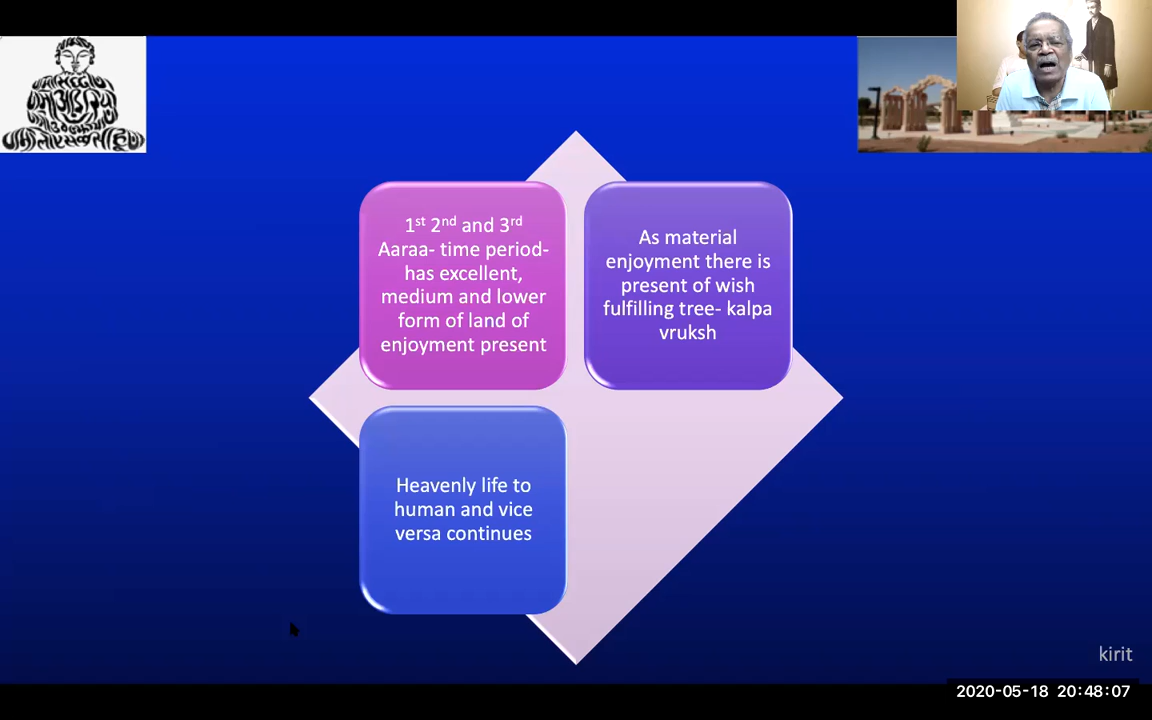 1st 2nd and 3rd
Aaraa- time period-
has excellent,
medium and lower
form of land of
enjoyment present
As material
enjoyment there is
present of wish
fulfilling tree- kalpa
vruksh
Heavenly life to
human and vice
versa continues
kirit
2020-05-18 20:48:07